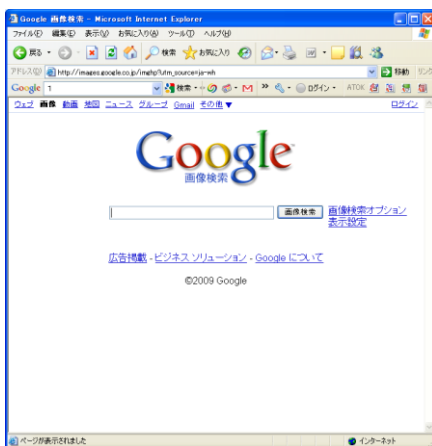 Google 画像検索 - Microsoft Internet Explorer
ファイル(F) 編集(E) 表示(V) お気に入り(A) ツール(T) ヘルプ(H)
戻る 検索 お気に入り
アドレス(D) http://images.google.co.jp/imghp?utm_source=ja-wh 移動 リンク
Google 1 検索 ログイン ATOK
ウェブ 画像 動画 地図 ニュース グループ Gmail その他 ▼ ログイン
Google
画像検索
画像検索 画像検索オプション
表示設定
広告掲載 - ビジネス ソリューション - Google について
©2009 Google
ページが表示されました インターネット